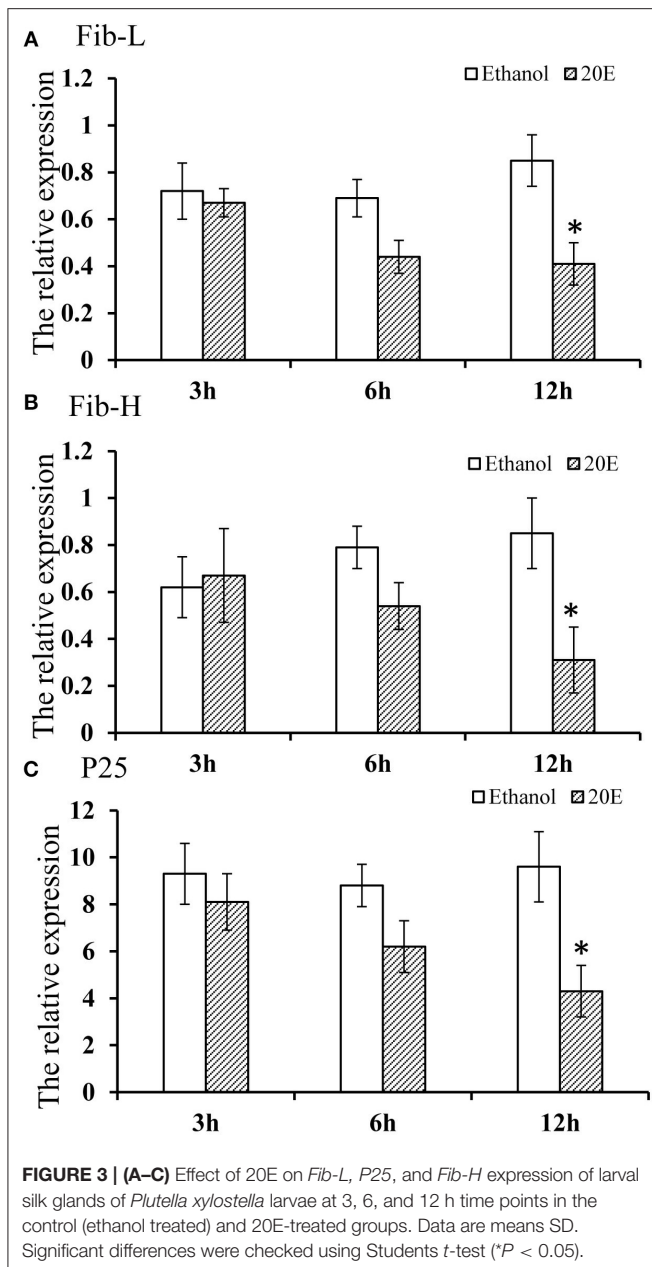 A Fib-L
Ethanol 20E
The relative expression
1.2
1
0.8
0.6
0.4
0.2
0
*
3h 6h 12h
B Fib-H
Ethanol 20E
The relative expression
1.2
1
0.8
0.6
0.4
0.2
0
*
3h 6h 12h
C P25
Ethanol 20E
The relative expression
12
10
8
6
4
2
0
*
3h 6h 12h
FIGURE 3 | (A–C) Effect of 20E on Fib-L, P25, and Fib-H expression of larval
silk glands of Plutella xylostella larvae at 3, 6, and 12 h time points in the
control (ethanol treated) and 20E-treated groups. Data are means SD.
Significant differences were checked using Students t-test (*P < 0.05).